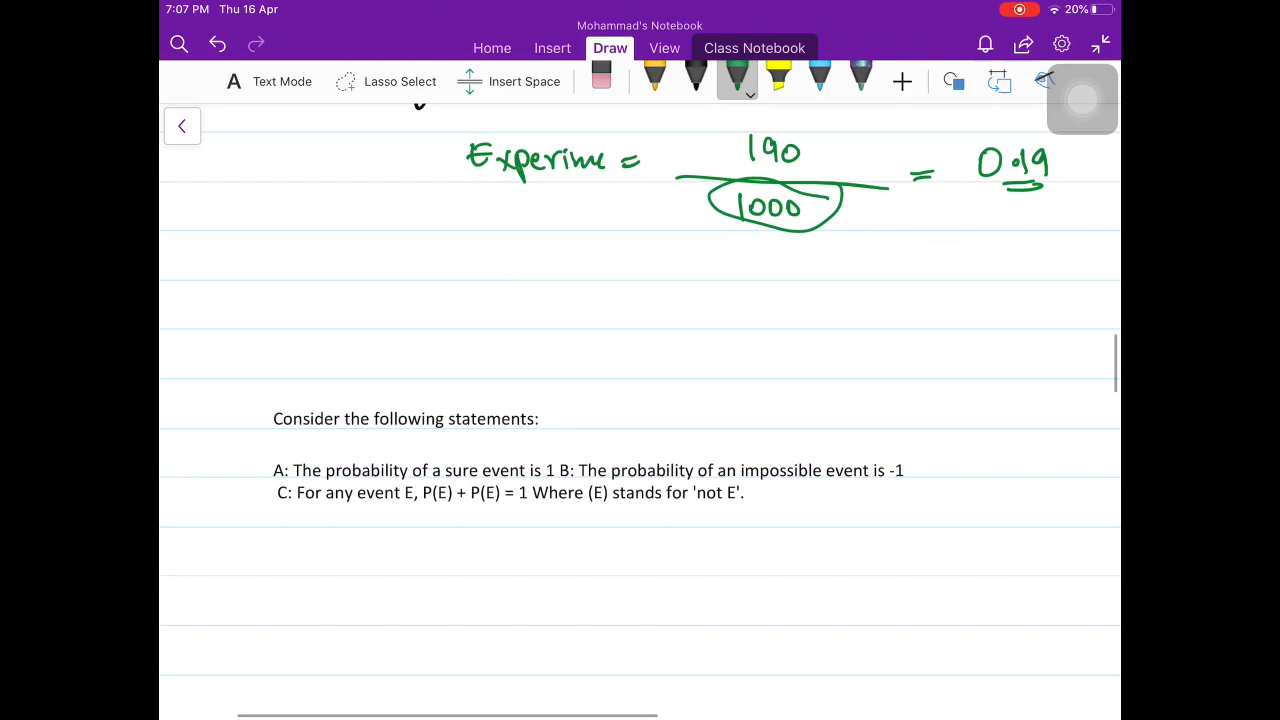 7:07 PM Thu 16 Apr
20%
Mohammad's Notebook
Home Insert Draw View Class Notebook
Text Mode Lasso Select Insert Space
Experime = 190 / 1000 = 0.19
Consider the following statements:
A: The probability of a sure event is 1 B: The probability of an impossible event is -1
C: For any event E, P(E) + P(E) = 1 Where (E) stands for 'not E'.